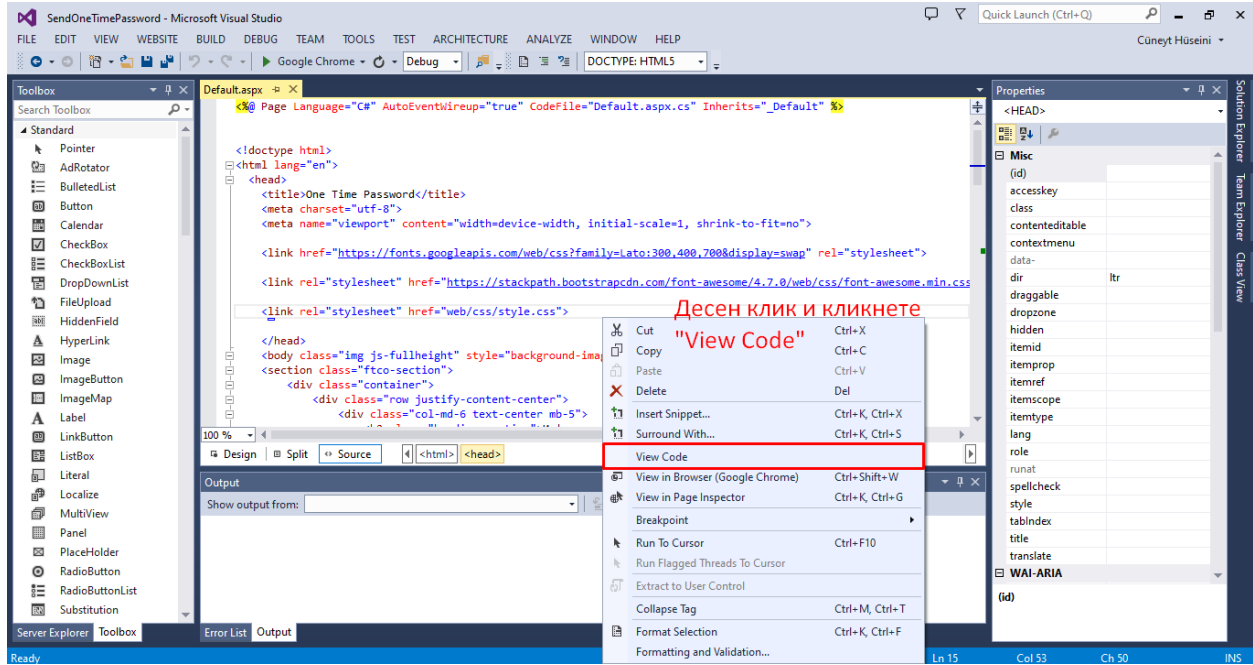 SendOneTimePassword - Microsoft Visual Studio
Quick Launch (Ctrl+Q)
FILE EDIT VIEW WEBSITE BUILD DEBUG TEAM TOOLS TEST ARCHITECTURE ANALYZE WINDOW HELP
Cüneyt Hüseini
Google Chrome Debug DOCTYPE: HTML5
Toolbox
Search Toolbox
Standard
Pointer
AdRotator
BulletedList
Button
Calendar
CheckBox
CheckBoxList
DropDownList
FileUpload
HiddenField
HyperLink
Image
ImageButton
ImageMap
Label
LinkButton
ListBox
Literal
Localize
MultiView
Panel
PlaceHolder
RadioButton
RadioButtonList
Substitution
Server Explorer Toolbox
Default.aspx
<%@ Page Language="C#" AutoEventWireup="true" CodeFile="Default.aspx.cs" Inherits="_Default" %>
<!doctype html>
<html lang="en">
<head>
<title>One Time Password</title>
<meta charset="utf-8">
<meta name="viewport" content="width=device-width, initial-scale=1, shrink-to-fit=no">
<link href="https://fonts.googleapis.com/web/css?family=Lato:300,400,700&display=swap" rel="stylesheet">
<link rel="stylesheet" href="https://stackpath.bootstrapcdn.com/font-awesome/4.7.0/web/css/font-awesome.min.css
<link rel="stylesheet" href="web/css/style.css">
</head>
<body class="img js-fullheight" style="background-ima
<section class="ftco-section">
<div class="container">
<div class="row justify-content-center">
<div class="col-md-6 text-center mb-5">
100 %
Design Split Source <html> <head>
Десен клик и кликнете
"View Code"
Cut Ctrl+X
Copy Ctrl+C
Paste Ctrl+V
Delete Del
Insert Snippet... Ctrl+K, Ctrl+X
Surround With... Ctrl+K, Ctrl+S
View Code
View in Browser (Google Chrome) Ctrl+Shift+W
View in Page Inspector Ctrl+K, Ctrl+G
Breakpoint
Run To Cursor Ctrl+F10
Run Flagged Threads To Cursor
Extract to User Control
Collapse Tag Ctrl+M, Ctrl+T
Format Selection Ctrl+K, Ctrl+F
Formatting and Validation...
Output
Show output from:
Error List Output
Properties
<HEAD>
Misc
(id)
accesskey
class
contenteditable
contextmenu
data-
dir ltr
draggable
dropzone
hidden
itemid
itemprop
itemref
itemscope
itemtype
lang
role
runat
spellcheck
style
tabIndex
title
translate
WAI-ARIA
(id)
Solution Explorer
Team Explorer
Class View
Ready Ln 15 Col 53 Ch 50 INS